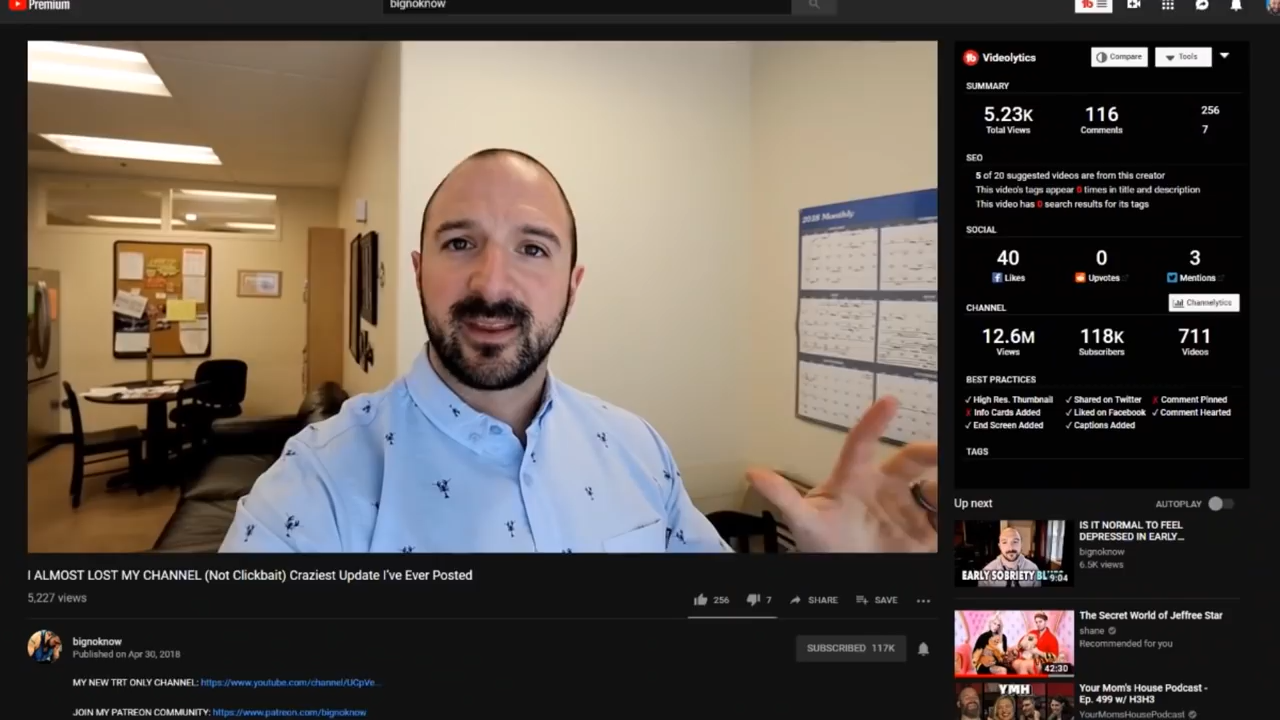 Premium
bignoknow
2018 Monthly
Videolytics
Compare
Tools
SUMMARY
5.23K
Total Views
116
Comments
256
7
SEO
5 of 20 suggested videos are from this creator
This video's tags appear 0 times in title and description
This video has 0 search results for its tags
SOCIAL
40
Likes
0
Upvotes
3
Mentions
CHANNEL
Channelytics
12.6M
Views
118K
Subscribers
711
Videos
BEST PRACTICES
✓ High Res. Thumbnail ✓ Shared on Twitter ✗ Comment Pinned
✗ Info Cards Added ✓ Liked on Facebook ✓ Comment Hearted
✓ End Screen Added ✓ Captions Added
TAGS
Up next
AUTOPLAY
EARLY SOBRIETY BL
9:04
IS IT NORMAL TO FEEL
DEPRESSED IN EARLY...
bignoknow
6.5K views
42:30
The Secret World of Jeffree Star
shane
Recommended for you
YMH
Your Mom's House Podcast -
Ep. 499 w/ H3H3
YourMomsHousePodcast
I ALMOST LOST MY CHANNEL (Not Clickbait) Craziest Update I've Ever Posted
5,227 views
256
7
SHARE
SAVE
bignoknow
Published on Apr 30, 2018
SUBSCRIBED 117K
MY NEW TRT ONLY CHANNEL: https://www.youtube.com/channel/UCpVe...
JOIN MY PATREON COMMUNITY: https://www.patreon.com/bignoknow